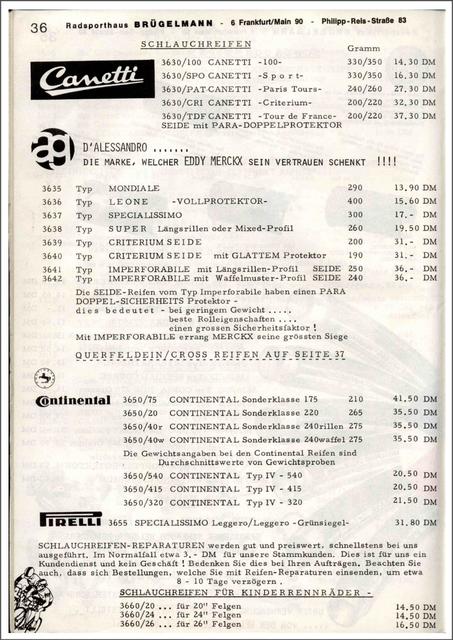 36 Radsporthaus BRÜGELMANN - 6 Frankfurt/Main 90 - Philipp-Reis-Straße 83
SCHLAUCHREIFEN Gramm
Canetti
3630/100 CANETTI -100- 330/350 14,30 DM
3630/SPO CANETTI -Sport- 330/350 16,30 DM
3630/PAT CANETTI -Paris Tours- 240/260 27,30 DM
3630/CRI CANETTI -Criterium- 200/220 32,30 DM
3630/TDF CANETTI -Tour de France- 200/220 37,30 DM
SEIDE mit PARA-DOPPELPROTEKTOR
D'ALESSANDRO .......
DIE MARKE, WELCHER EDDY MERCKX SEIN VERTRAUEN SCHENKT !!!!
3635 Typ MONDIALE 290 13,90 DM
3636 Typ LEONE -VOLLPROTEKTOR- 400 15,60 DM
3637 Typ SPECIALISSIMO 300 17.- DM
3638 Typ SUPER Längsrillen oder Mixed-Profil 260 19,50 DM
3639 Typ CRITERIUM SEIDE 200 31.- DM
3640 Typ CRITERIUM SEIDE mit GLATTEM Protektor 190 31.- DM
3641 Typ IMPERFORABILE mit Längsrillen-Profil SEIDE 250 36.- DM
3642 Typ IMPERFORABILE mit Waffelmuster-Profil SEIDE 240 36.- DM
Die SEIDE-Reifen vom Typ Imperforabile haben einen PARA
DOPPEL-SICHERHEITS Protektor -
dies bedeutet - bei geringem Gewicht .....
beste Rolleigenschaften ....
einen grossen Sicherheitsfaktor !
Mit IMPERFORABILE errang MERCKX seine grössten Siege
QUERFELDEIN/CROSS REIFEN AUF SEITE 37
Continental
3650/75 CONTINENTAL Sonderklasse 175 210 41,50 DM
3650/20 CONTINENTAL Sonderklasse 220 265 35,50 DM
3650/40r CONTINENTAL Sonderklasse 240rillen 275 35,50 DM
3650/40w CONTINENTAL Sonderklasse 240waffel 275 35,50 DM
Die Gewichtsangaben bei den Continental Reifen sind
Durchschnittswerte von Gewichtsproben
3650/540 CONTINENTAL Typ IV - 540 20,50 DM
3650/415 CONTINENTAL Typ IV - 415 20,50 DM
3650/320 CONTINENTAL Typ IV - 320 21,50 DM
PIRELLI 3655 SPECIALISSIMO Leggero/Leggero -Grünsiegel- 31.80 DM
SCHLAUCHREIFEN-REPARATUREN werden gut und preiswert, schnellstens bei uns
ausgeführt. Im Normalfall etwa 3,- DM für unsere Stammkunden. Dies ist für uns ein
Kundendienst und kein Geschäft ! Bedenken Sie dies bei Ihren Aufträgen. Beachten Sie
auch, dass sich Bestellungen, welche Sie mit Reifen-Reparaturen einsenden, um etwa
8 - 10 Tage verzögern.
SCHLAUCHREIFEN FÜR KINDERRENNRÄDER -
3660/20 ... für 20" Felgen 14,50 DM
3660/24 ... für 24" Felgen 14,50 DM
3660/26 ... für 26" Felgen 16,50 DM